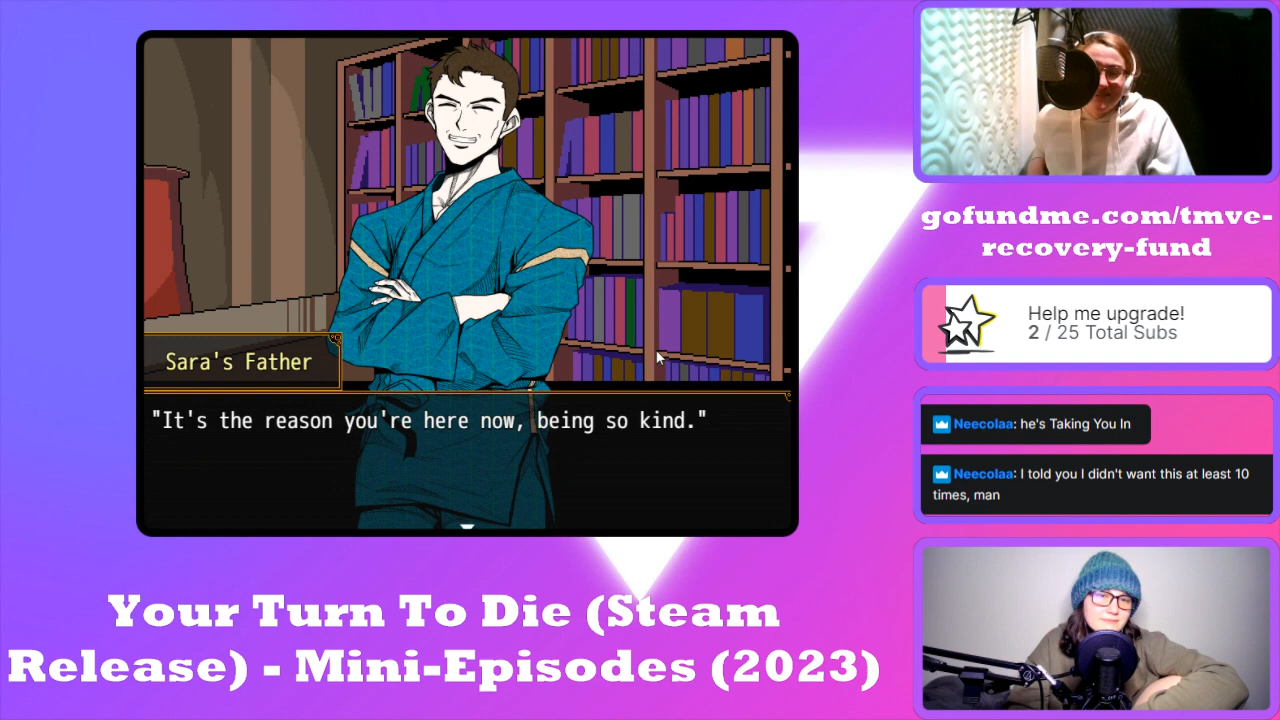 gofundme.com/tmve-
recovery-fund
Help me upgrade!
2 / 25 Total Subs
Sara's Father
"It's the reason you're here now, being so kind."
Neecolaa: he's Taking You In
Neecolaa: I told you I didn't want this at least 10
times, man
Your Turn To Die (Steam
Release) - Mini-Episodes (2023)